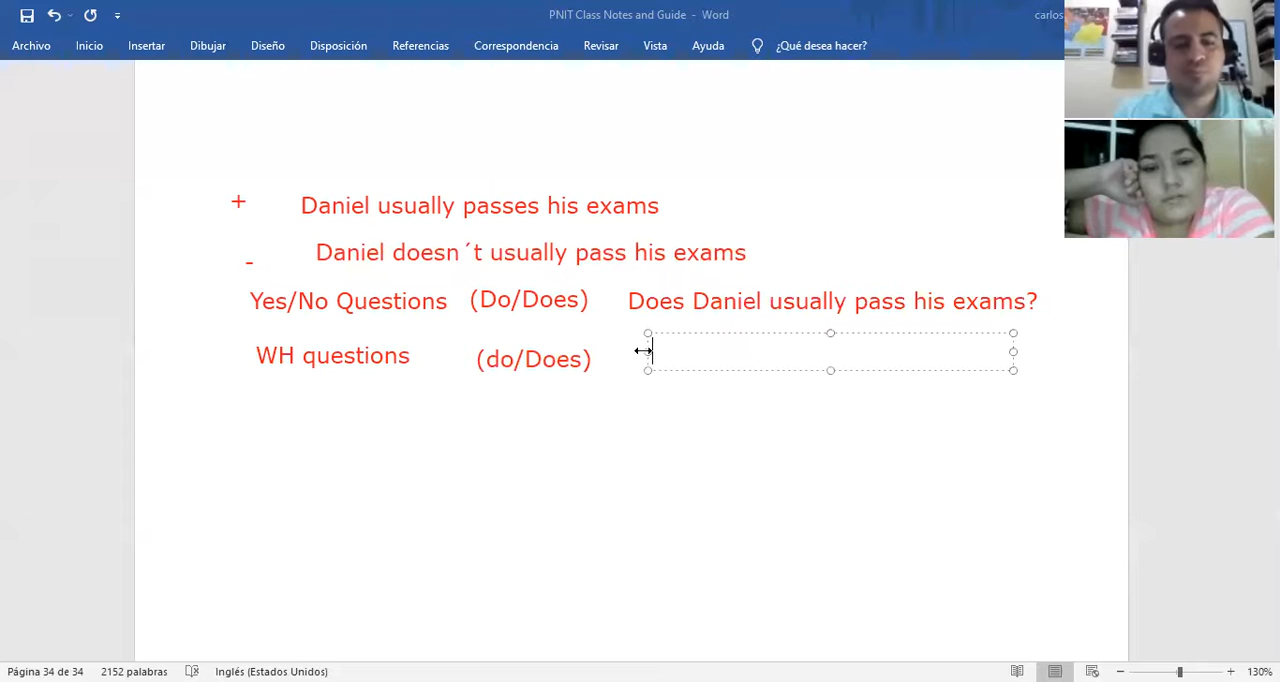 PNIT Class Notes and Guide - Word
carlos
Archivo Inicio Insertar Dibujar Diseño Disposición Referencias Correspondencia Revisar Vista Ayuda ¿Qué desea hacer?
+ Daniel usually passes his exams
- Daniel doesn´t usually pass his exams
Yes/No Questions (Do/Does) Does Daniel usually pass his exams?
WH questions (do/Does)
Página 34 de 34 2152 palabras Inglés (Estados Unidos) - + 130%